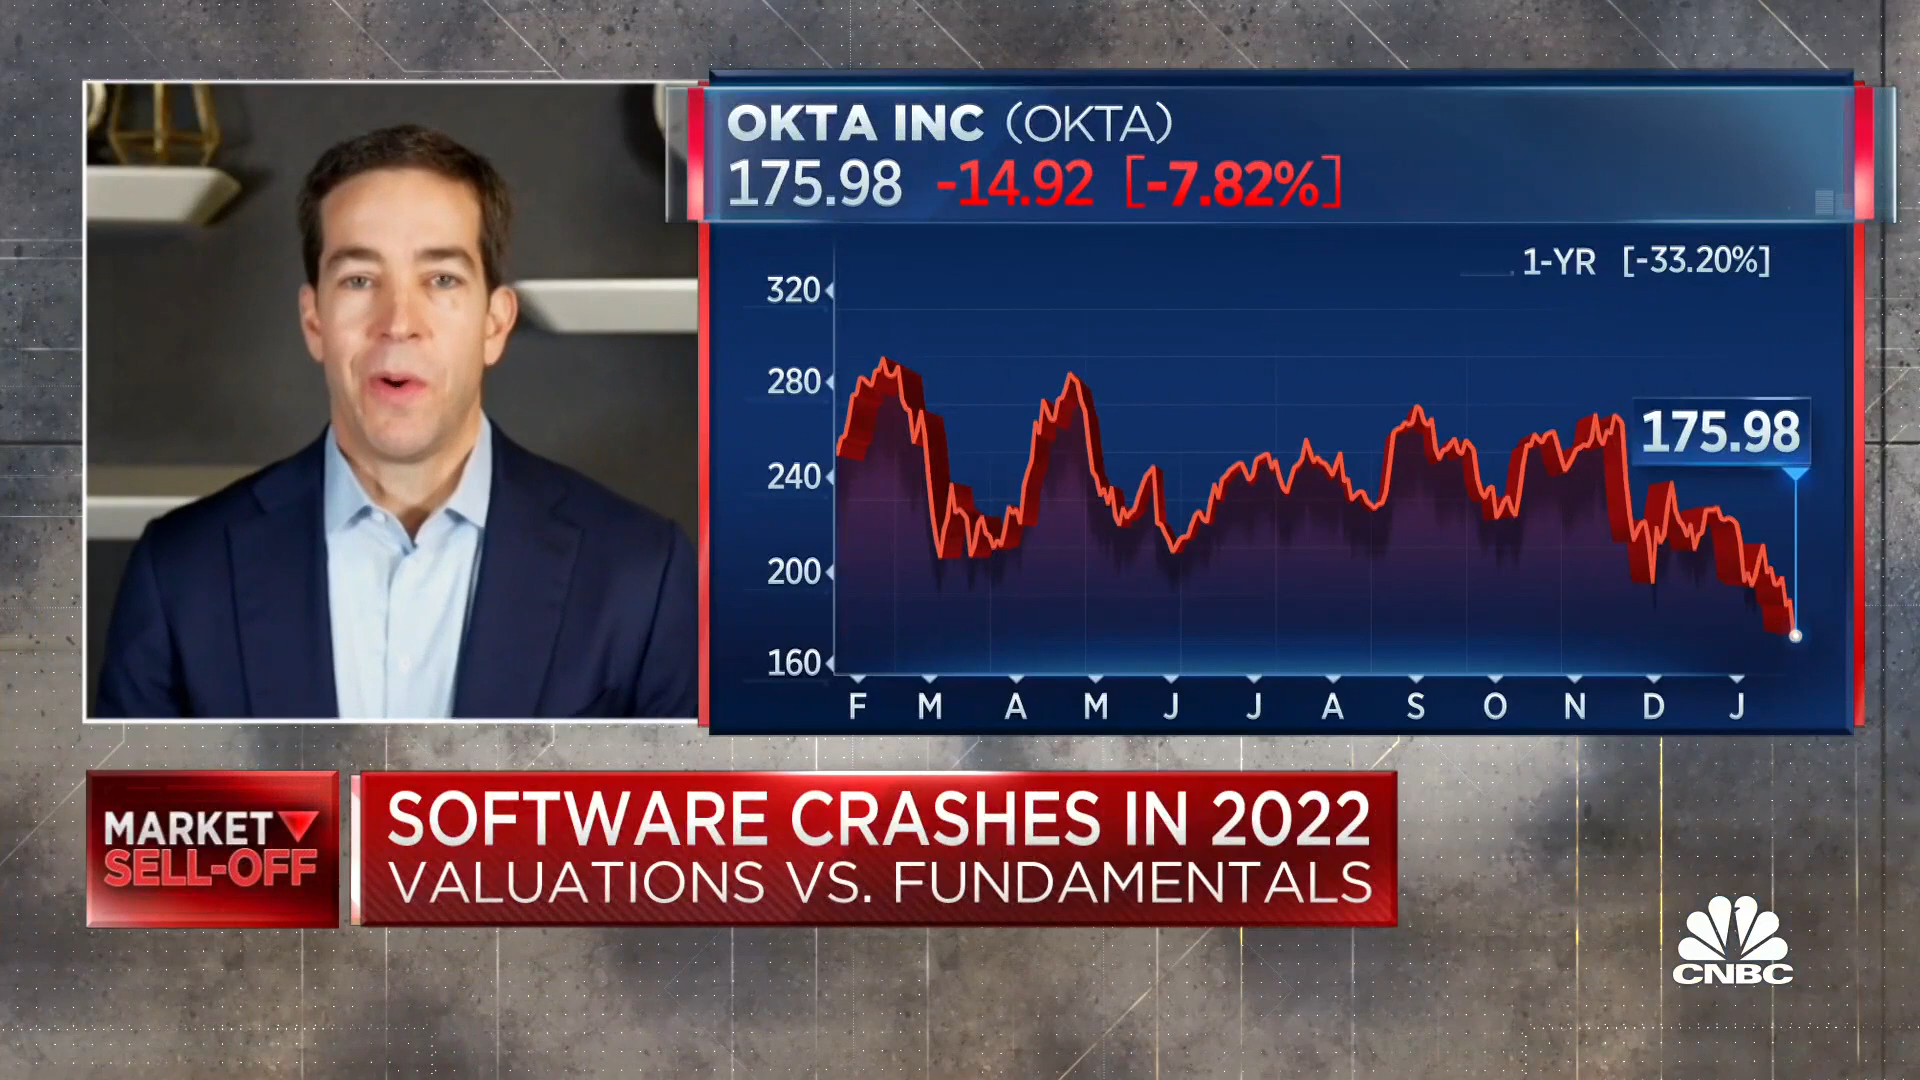 OKTA INC (OKTA)
175.98 -14.92 [-7.82%]
1-YR [-33.20%]
320
280
240
200
160
175.98
F M A M J J A S O N D J
MARKET
SELL-OFF
SOFTWARE CRASHES IN 2022
VALUATIONS VS. FUNDAMENTALS
CNBC